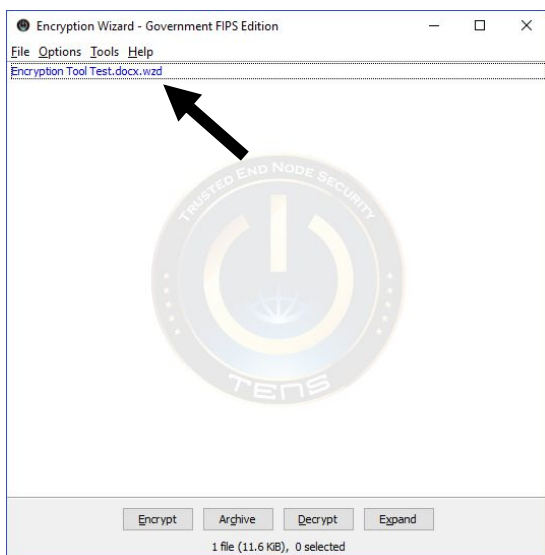 Encryption Wizard - Government FIPS Edition
File Options Tools Help
Encryption Tool Test.docx.wzd
TRUSTED END NODE SECURITY
TENS
Encrypt Archive Decrypt Expand
1 file (11.6 KiB), 0 selected